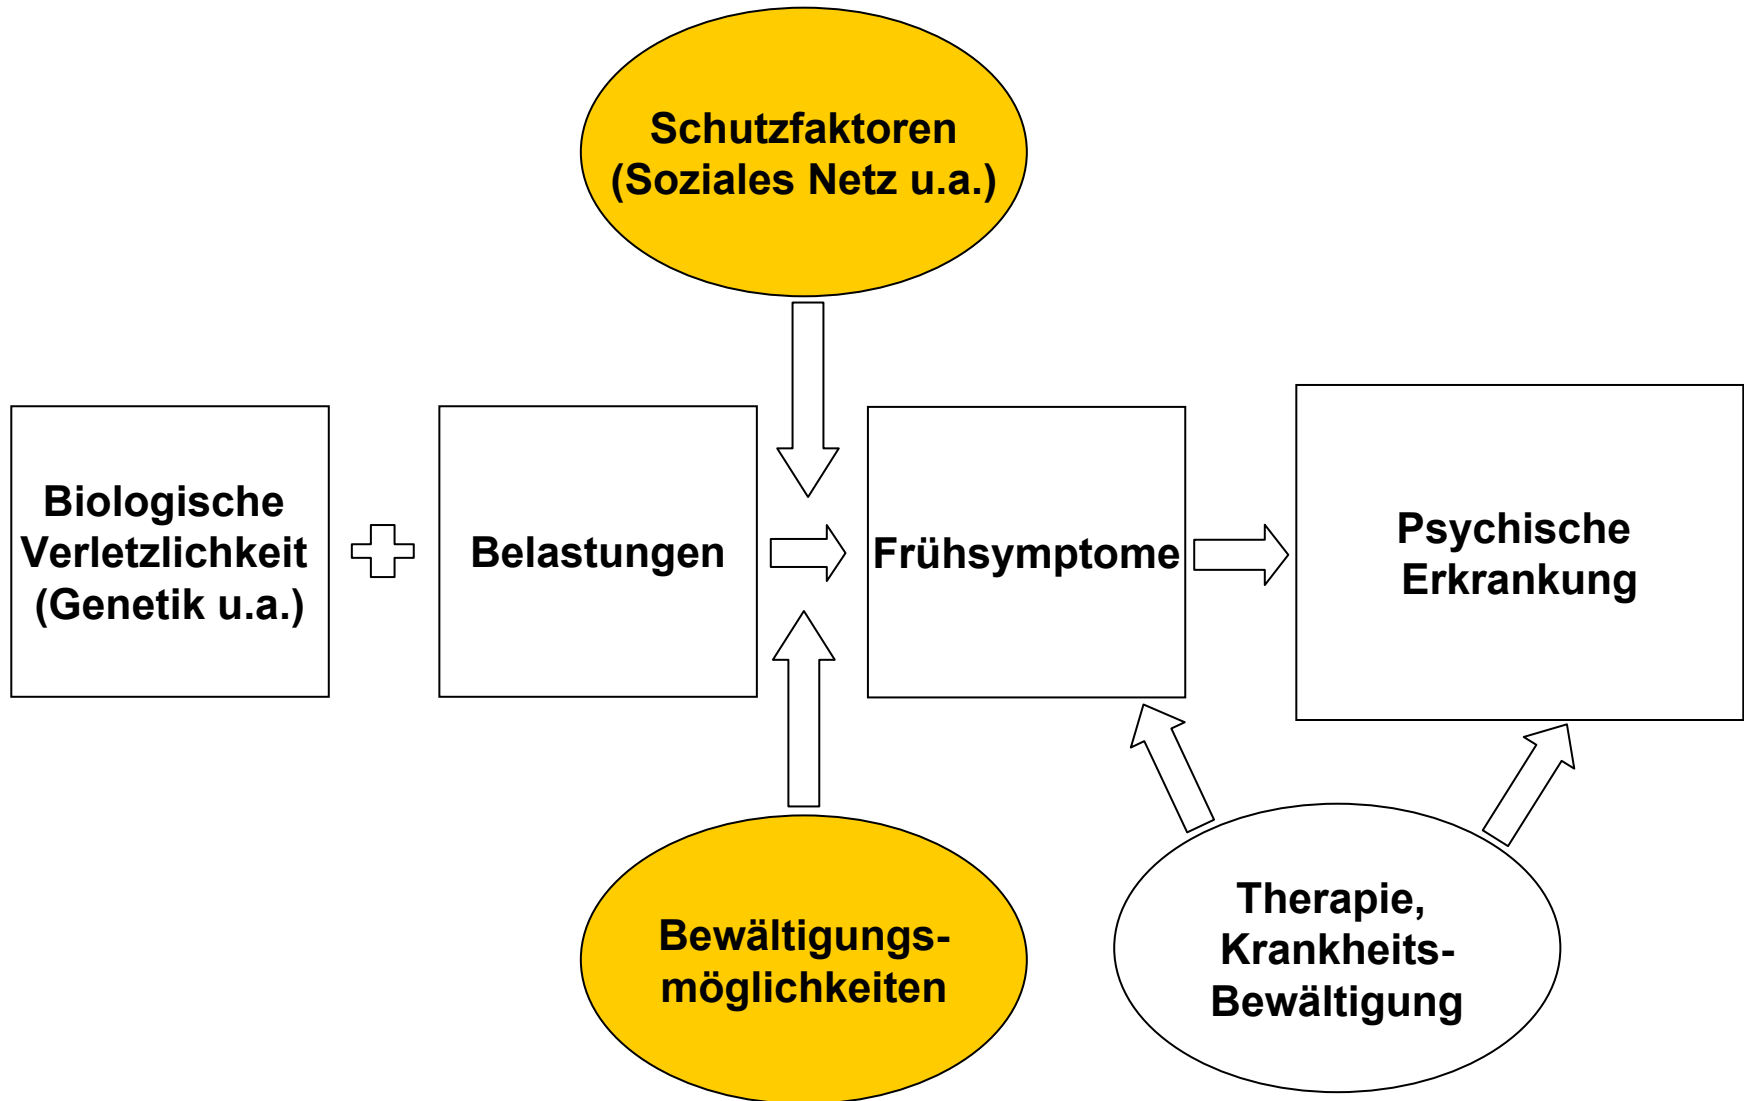 Schutzfaktoren
(Soziales Netz u.a.)
Biologische
Verletzlichkeit
(Genetik u.a.)
Belastungen
Frühsymptome
Psychische
Erkrankung
Bewältigungs-
möglichkeiten
Therapie,
Krankheits-
Bewältigung